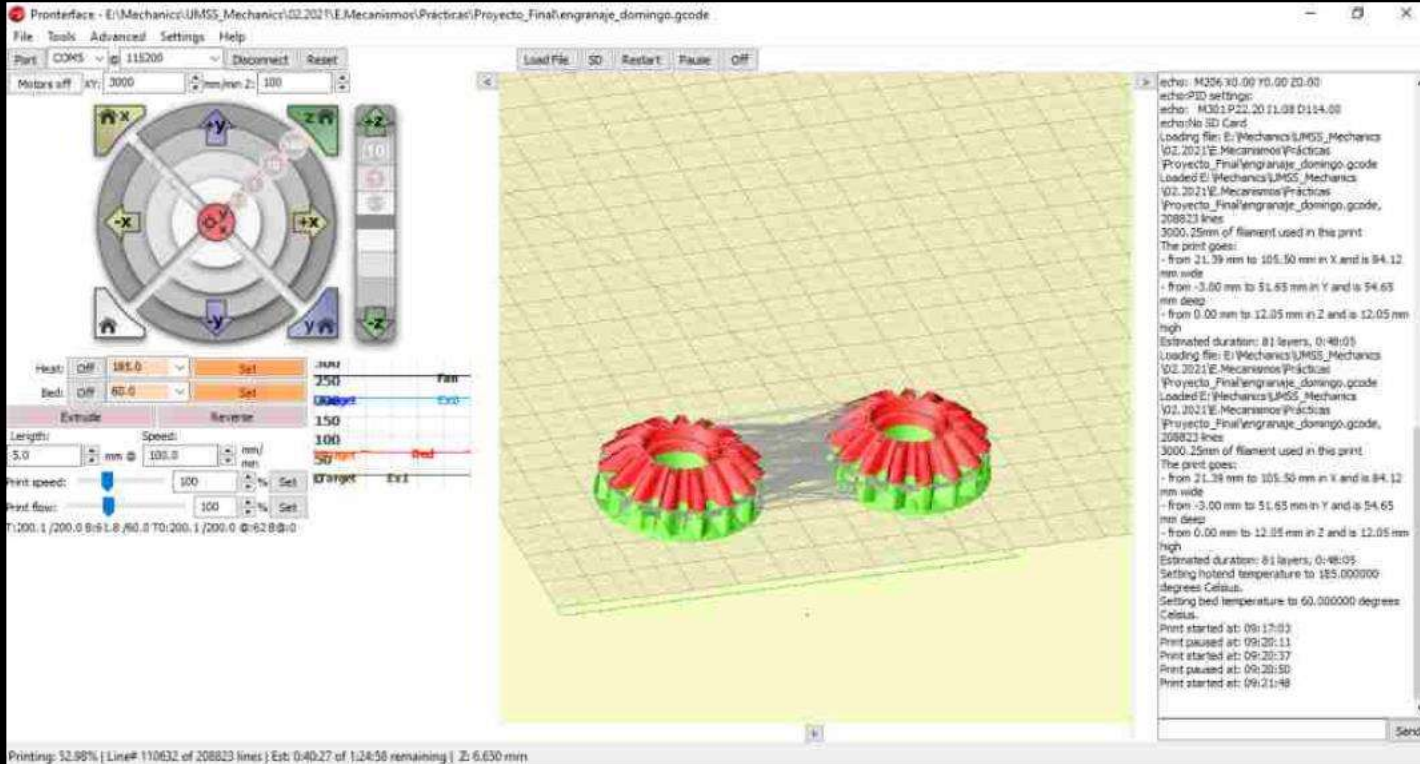 Pronterface - E:\Mechanics\UMSS_Mechanics\02.2021\E.Mecanismos\Prácticas\Proyecto_Final\engranaje_domingo.gcode
File Tools Advanced Settings Help
Port COM5 @ 115200 Disconnect Reset
Load File SD Restart Pause Off
Motors off XY: 3000 mm/min Z: 100
X
Z
+Y
+Z
10
-X
+X
-Y
Y
-Z
Heat: Off 185.0 Set
Bed: Off 60.0 Set
Extrude Reverse
Length: Speed:
5.0 mm @ 100.0 mm/
min
Print speed: 100 % Set
Print flow: 100 % Set
T:200.1 /200.0 B:61.8 /60.0 T0:200.1 /200.0 @:62 B@:0
300
250 Fan
Target Ex0
150
100
Target Bed
50
Target Ex1
echo: M206 X0.00 Y0.00 Z0.00
echo:PID settings:
echo: M301 P22.20 I1.08 D114.00
echo:No SD Card
Loading file: E:\Mechanics\UMSS_Mechanics
\02.2021\E.Mecanismos\Prácticas
\Proyecto_Final\engranaje_domingo.gcode
Loaded E:\Mechanics\UMSS_Mechanics
\02.2021\E.Mecanismos\Prácticas
\Proyecto_Final\engranaje_domingo.gcode,
208823 lines
3000.25mm of filament used in this print
The print goes:
- from 21.39 mm to 105.50 mm in X and is 84.12
mm wide
- from -3.00 mm to 51.65 mm in Y and is 54.65
mm deep
- from 0.00 mm to 12.05 mm in Z and is 12.05 mm
high
Estimated duration: 81 layers, 0:48:05
Loading file: E:\Mechanics\UMSS_Mechanics
\02.2021\E.Mecanismos\Prácticas
\Proyecto_Final\engranaje_domingo.gcode
Loaded E:\Mechanics\UMSS_Mechanics
\02.2021\E.Mecanismos\Prácticas
\Proyecto_Final\engranaje_domingo.gcode,
208823 lines
3000.25mm of filament used in this print
The print goes:
- from 21.39 mm to 105.50 mm in X and is 84.12
mm wide
- from -3.00 mm to 51.65 mm in Y and is 54.65
mm deep
- from 0.00 mm to 12.05 mm in Z and is 12.05 mm
high
Estimated duration: 81 layers, 0:48:05
Setting hotend temperature to 185.000000
degrees Celsius.
Setting bed temperature to 60.000000 degrees
Celsius.
Print started at: 09:17:03
Print paused at: 09:20:11
Print started at: 09:20:37
Print paused at: 09:20:50
Print started at: 09:21:48
Send
Printing: 52.98% | Line# 110632 of 208823 lines | Est: 0:40:27 of 1:24:58 remaining | Z: 6.650 mm